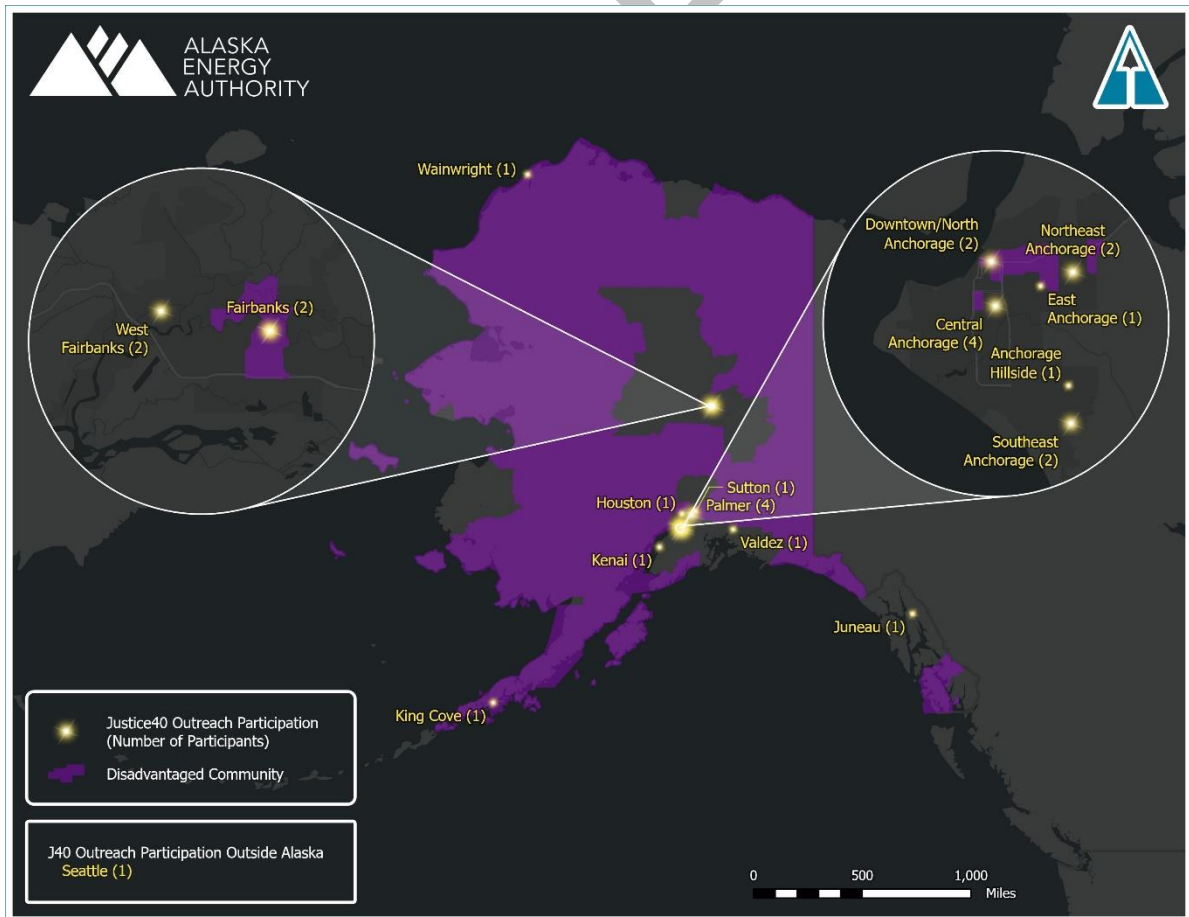 ALASKA
ENERGY
AUTHORITY
Wainwright (1)
West
Fairbanks (2)
Fairbanks (2)
Downtown/North
Anchorage (2)
Northeast
Anchorage (2)
East
Anchorage (1)
Central
Anchorage (4)
Anchorage
Hillside (1)
Southeast
Anchorage (2)
Houston (1)
Sutton (1)
Palmer (4)
Kenai (1)
Valdez (1)
Juneau (1)
King Cove (1)
Justice40 Outreach Participation
(Number of Participants)
Disadvantaged Community
J40 Outreach Participation Outside Alaska
Seattle (1)
0 500 1,000
Miles